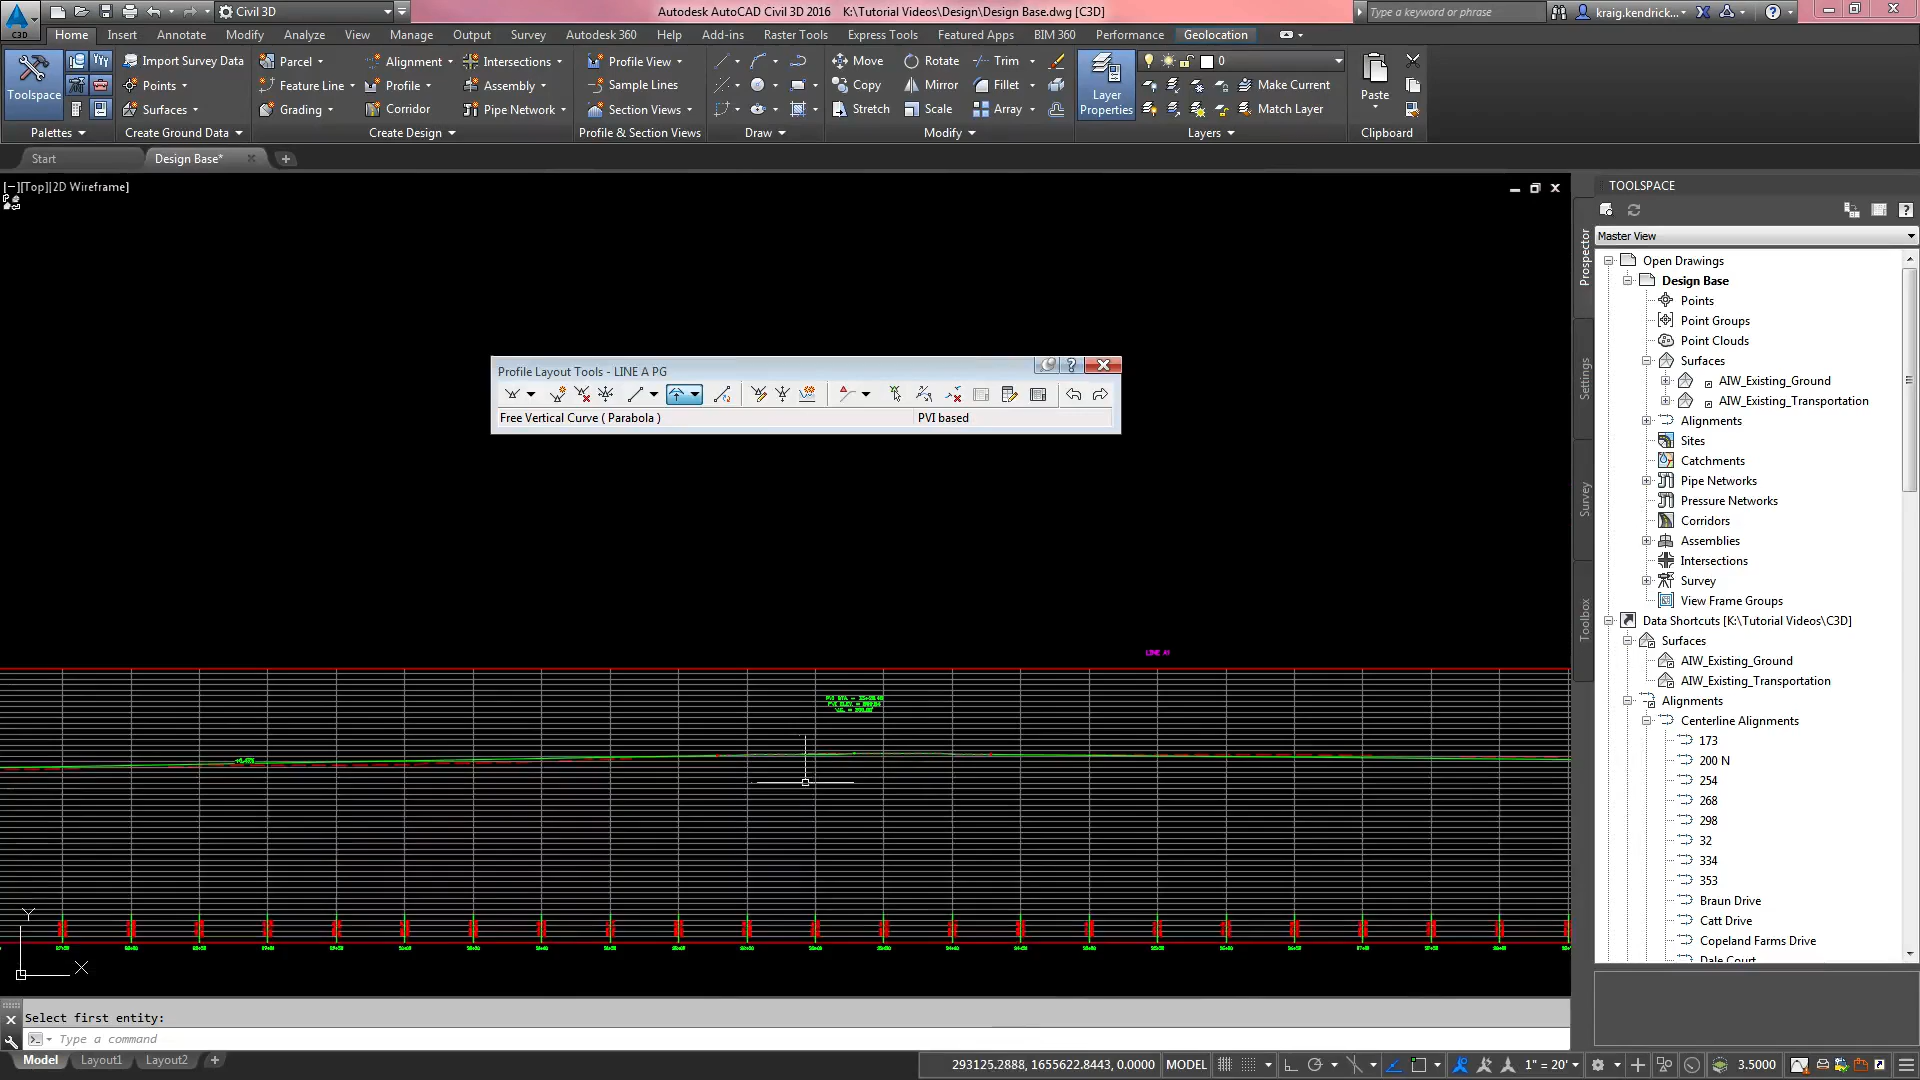 Civil 3D
Autodesk AutoCAD Civil 3D 2016 K:\Tutorial Videos\Design\Design Base.dwg [C3D]
Type a keyword or phrase
kraig.kendrick...
C3D
Home Insert Annotate Modify Analyze View Manage Output Survey Autodesk 360 Help Add-ins Raster Tools Express Tools Featured Apps BIM 360 Performance Geolocation
Import Survey Data Parcel Alignment Intersections Profile View Move Rotate Trim 0
Toolspace Points Feature Line Profile Assembly Sample Lines Copy Mirror Fillet Layer Properties Make Current Paste
Surfaces Grading Corridor Pipe Network Section Views Stretch Scale Array Match Layer
Palettes Create Ground Data Create Design Profile & Section Views Draw Modify Layers Clipboard
Start Design Base*
[−][Top][2D Wireframe]
Profile Layout Tools - LINE A PG
Free Vertical Curve ( Parabola ) PVI based
LINE A1
Y
X
Select first entity:
Type a command
Model Layout1 Layout2
293125.2888, 1655622.8443, 0.0000 MODEL 1" = 20' 3.5000
TOOLSPACE
Master View
Prospector
Settings
Survey
Toolbox
Open Drawings
Design Base
Points
Point Groups
Point Clouds
Surfaces
AIW_Existing_Ground
AIW_Existing_Transportation
Alignments
Sites
Catchments
Pipe Networks
Pressure Networks
Corridors
Assemblies
Intersections
Survey
View Frame Groups
Data Shortcuts [K:\Tutorial Videos\C3D]
Surfaces
AIW_Existing_Ground
AIW_Existing_Transportation
Alignments
Centerline Alignments
173
200 N
254
268
298
32
334
353
Braun Drive
Catt Drive
Copeland Farms Drive
Dale Court